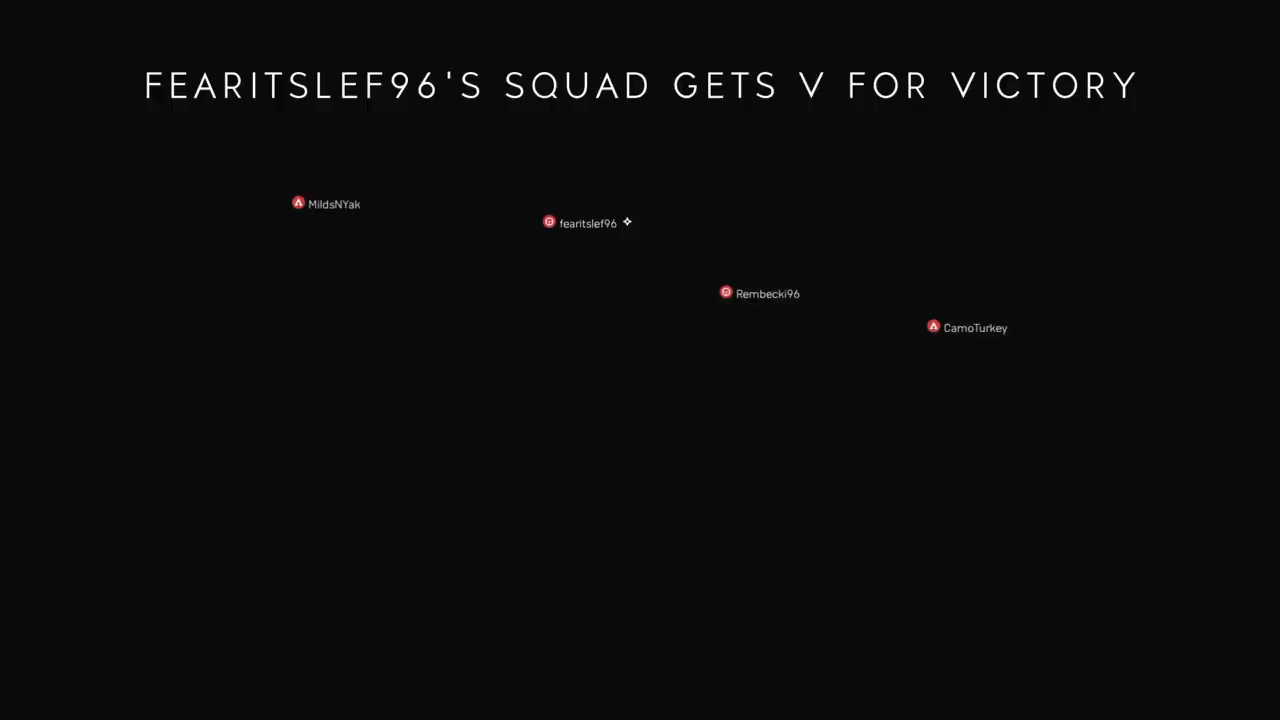 FEARITSLEF96'S SQUAD GETS V FOR VICTORY
MildsNYak
fearitslef96
Rembecki96
CamoTurkey